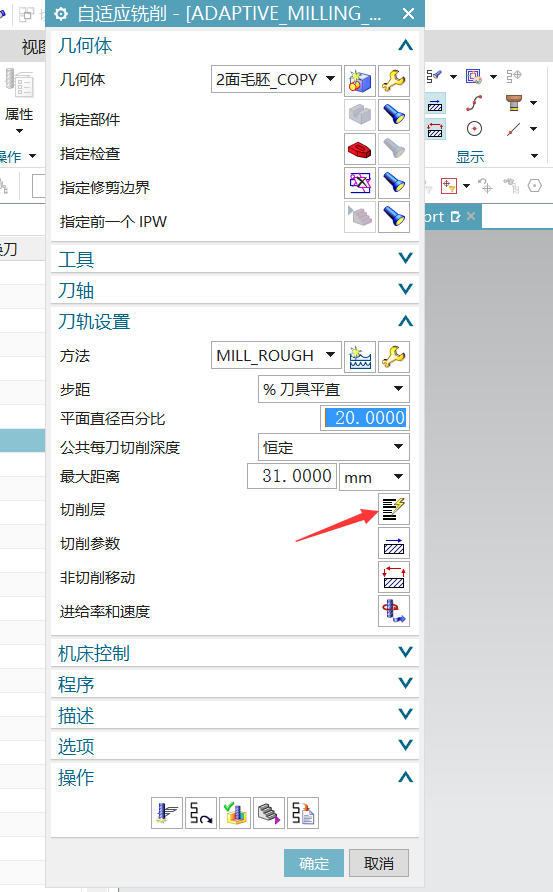 自适应铣削 - [ADAPTIVE_MILLING_...
几何体
几何体 2面毛胚_COPY
指定部件
指定检查
指定修剪边界
指定前一个 IPW
工具
刀轴
刀轨设置
方法 MILL_ROUGH
步距 % 刀具平直
平面直径百分比 20.0000
公共每刀切削深度 恒定
最大距离 31.0000 mm
切削层
切削参数
非切削移动
进给率和速度
机床控制
程序
描述
选项
操作
确定 取消
视图
属性
操作
换刀
显示
ort